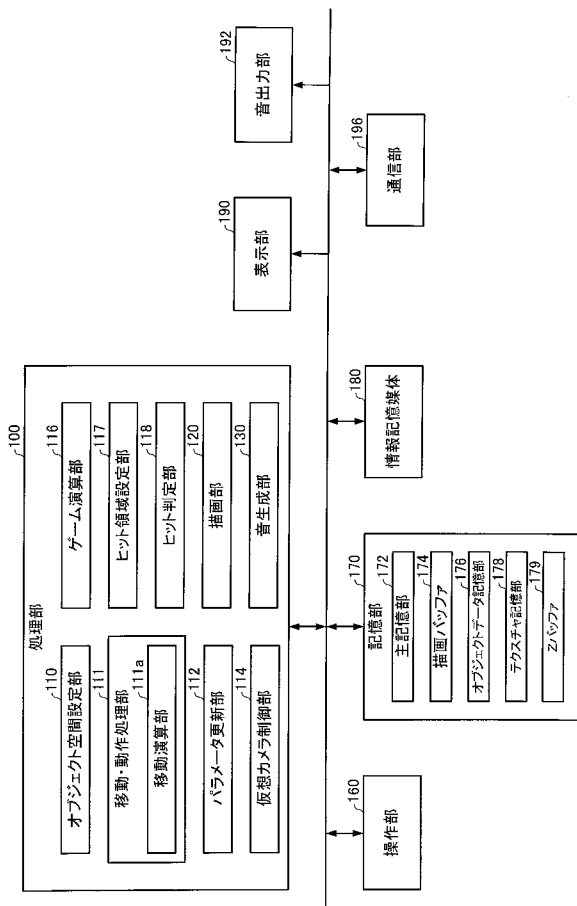 100
処理部
110
オブジェクト空間設定部
111
移動・動作処理部
111a
移動演算部
112
パラメータ更新部
114
仮想カメラ制御部
116
ゲーム演算部
117
ヒット領域設定部
118
ヒット判定部
120
描画部
130
音生成部
190
表示部
192
音出力部
160
操作部
170
記憶部
172
主記憶部
174
描画バッファ
176
オブジェクトデータ記憶部
178
テクスチャ記憶部
179
Zバッファ
180
情報記憶媒体
196
通信部